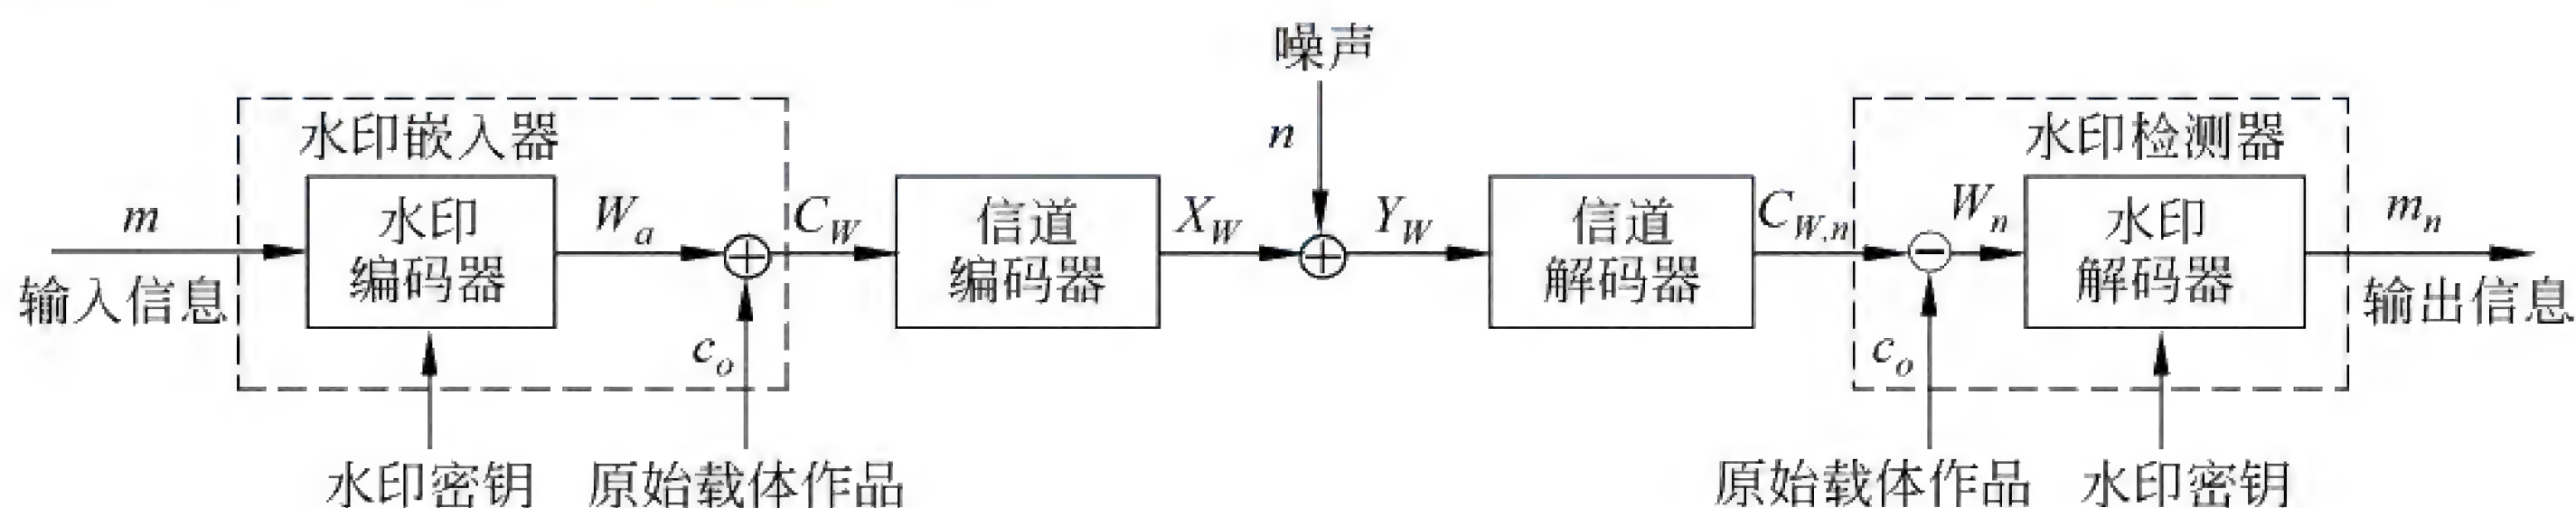 噪声
n
水印嵌入器
水印检测器
m
水印
编码器
W_a
C_W
信道
编码器
X_W
Y_W
信道
解码器
C_{W,n}
W_n
水印
解码器
m_n
输入信息
输出信息
c_o
c_o
水印密钥
原始载体作品
原始载体作品
水印密钥